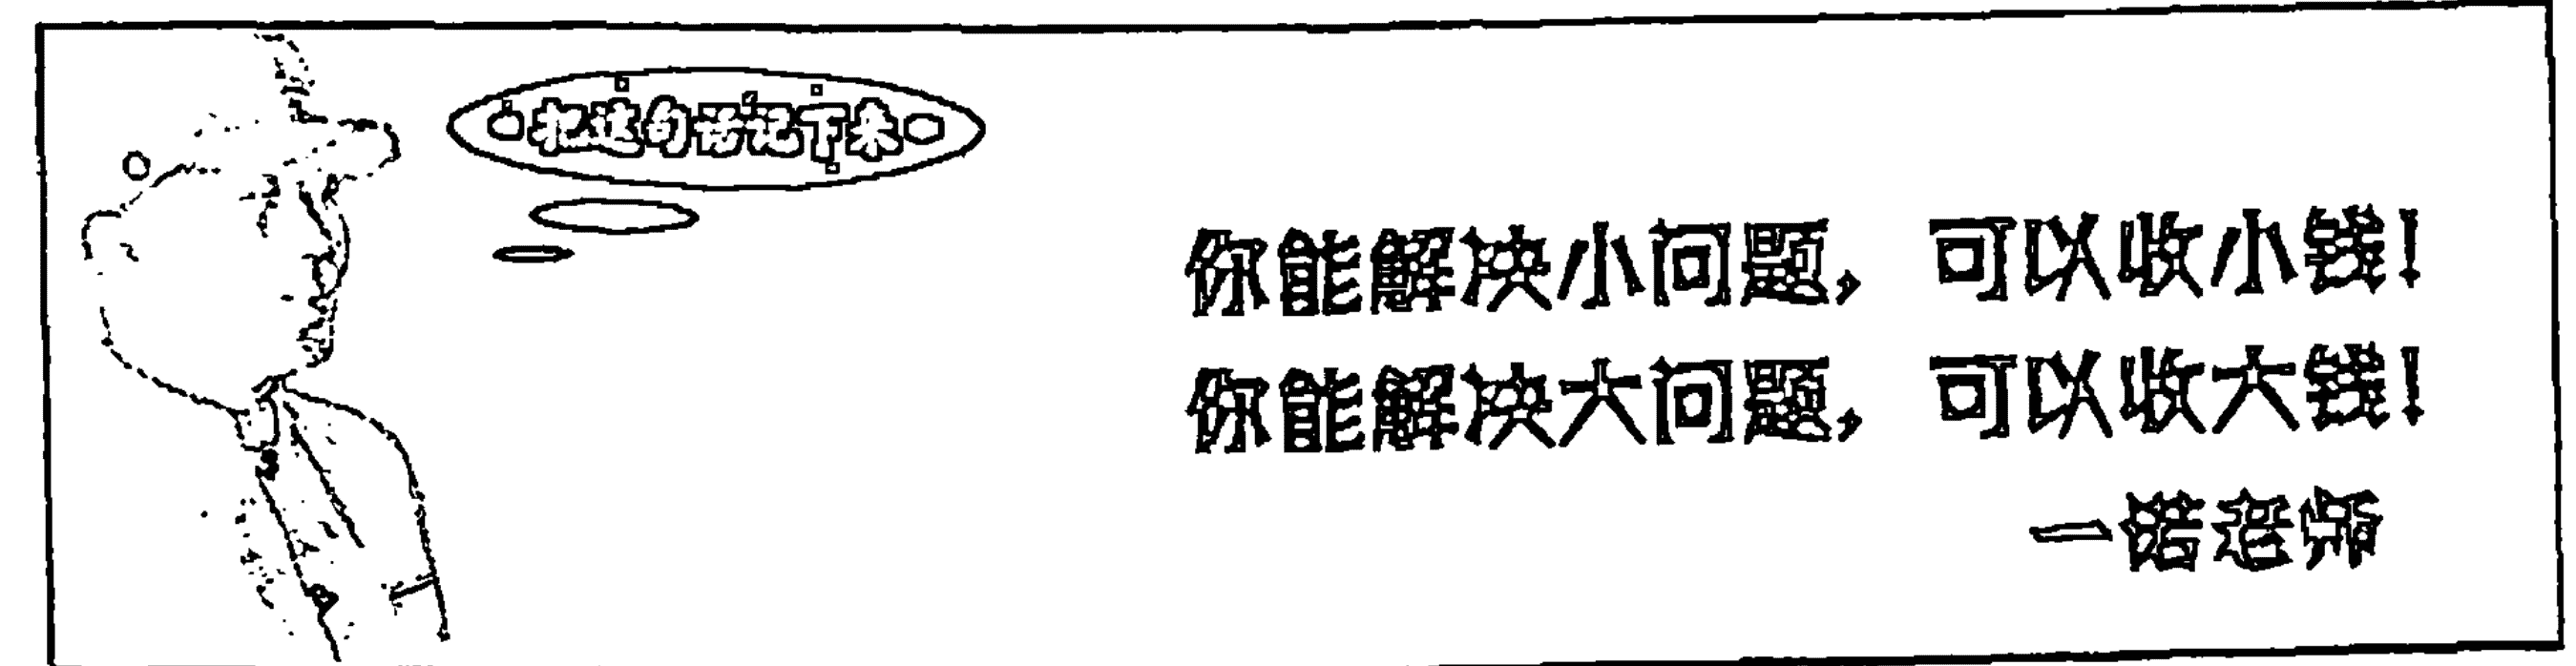 把这句话记下来
你能解决小问题，可以收小钱！
你能解决大问题，可以收大钱！
一诺老师